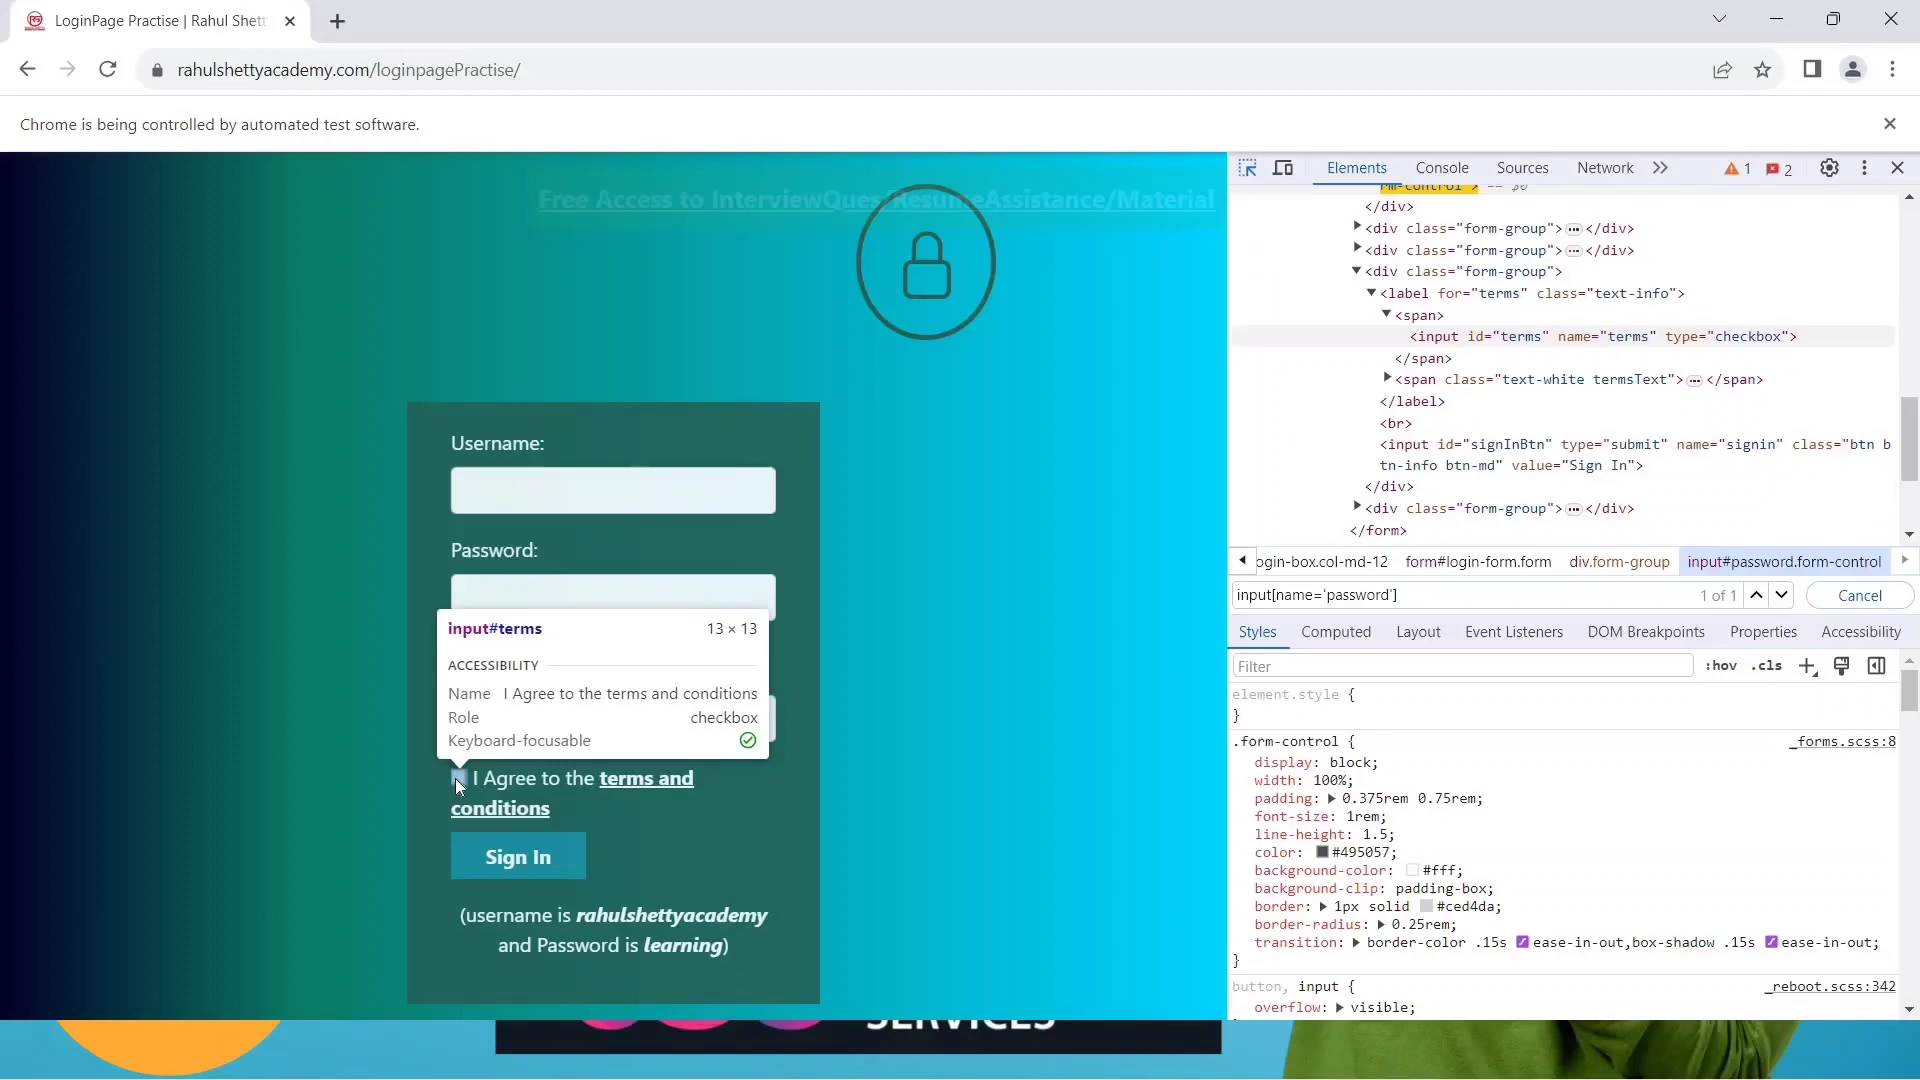 LoginPage Practise | Rahul Shett
rahulshettyacademy.com/loginpagePractise/
Chrome is being controlled by automated test software.
Free Access to InterviewQues/ResumeAssistance/Material
Username:
Password:
input#terms 13 × 13
ACCESSIBILITY
Name I Agree to the terms and conditions
Role checkbox
Keyboard-focusable
I Agree to the terms and
conditions
Sign In
(username is rahulshettyacademy
and Password is learning)
SERVICES
Elements Console Sources Network 1 2
rm-control"> == $0
</div>
<div class="form-group">…</div>
<div class="form-group">…</div>
<div class="form-group">
<label for="terms" class="text-info">
<span>
<input id="terms" name="terms" type="checkbox">
</span>
<span class="text-white termsText">…</span>
</label>
<br>
<input id="signInBtn" type="submit" name="signin" class="btn b
tn-info btn-md" value="Sign In">
</div>
<div class="form-group">…</div>
</form>
ogin-box.col-md-12 form#login-form.form div.form-group input#password.form-control
input[name='password'] 1 of 1 Cancel
Styles Computed Layout Event Listeners DOM Breakpoints Properties Accessibility
Filter :hov .cls
element.style {
}
.form-control { _forms.scss:8
display: block;
width: 100%;
padding: 0.375rem 0.75rem;
font-size: 1rem;
line-height: 1.5;
color: #495057;
background-color: #fff;
background-clip: padding-box;
border: 1px solid #ced4da;
border-radius: 0.25rem;
transition: border-color .15s ease-in-out,box-shadow .15s ease-in-out;
}
button, input { _reboot.scss:342
overflow: visible;